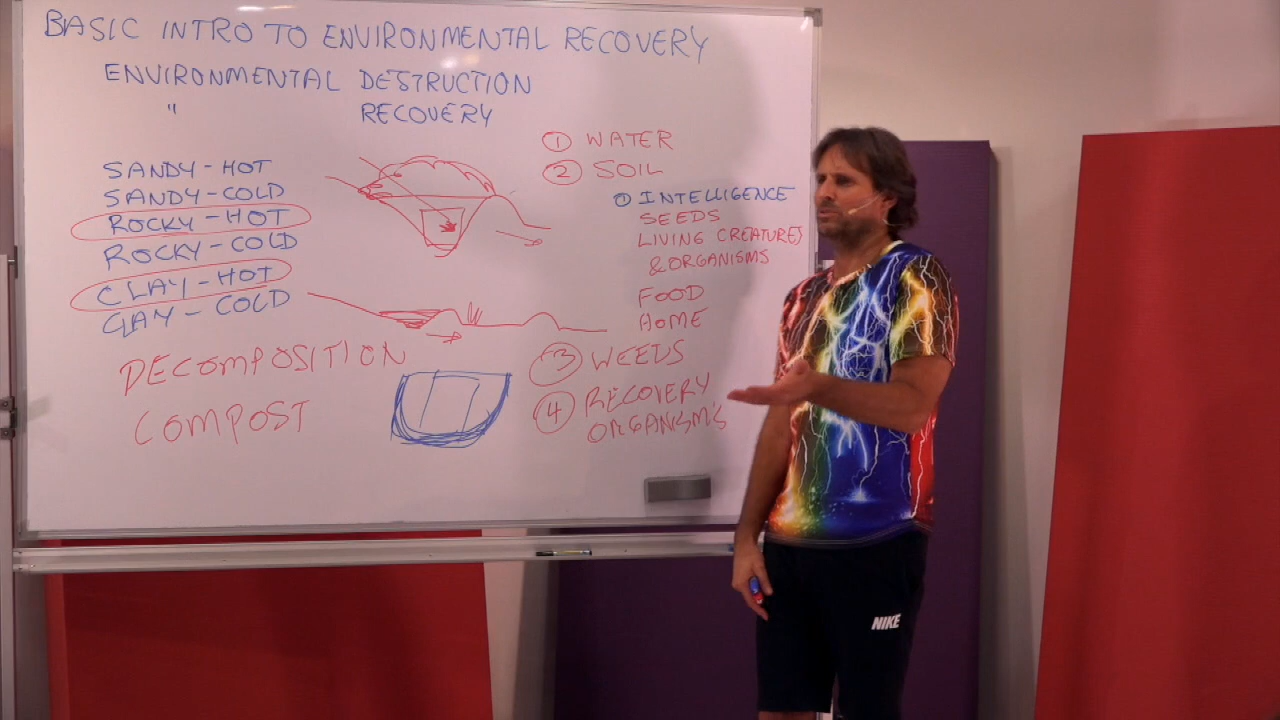 BASIC INTRO TO ENVIRONMENTAL RECOVERY
ENVIRONMENTAL DESTRUCTION
" RECOVERY
SANDY-HOT
SANDY-COLD
ROCKY-HOT
ROCKY-COLD
CLAY-HOT
CLAY-COLD
DECOMPOSITION
COMPOST
① WATER
② SOIL
① INTELLIGENCE
SEEDS
LIVING CREATURES
& ORGANISMS
FOOD
HOME
③ WEEDS
④ RECOVERY
ORGANISMS
NIKE